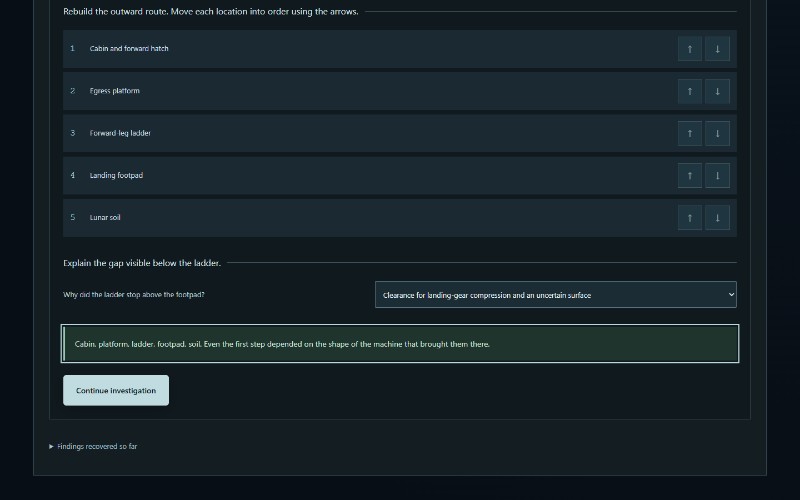 Rebuild the outward route. Move each location into order using the arrows.
1 Cabin and forward hatch ↑ ↓
2 Egress platform ↑ ↓
3 Forward-leg ladder ↑ ↓
4 Landing footpad ↑ ↓
5 Lunar soil ↑ ↓
Explain the gap visible below the ladder.
Why did the ladder stop above the footpad? Clearance for landing-gear compression and an uncertain surface
Cabin, platform, ladder, footpad, soil. Even the first step depended on the shape of the machine that brought them there.
Continue investigation
▶ Findings recovered so far